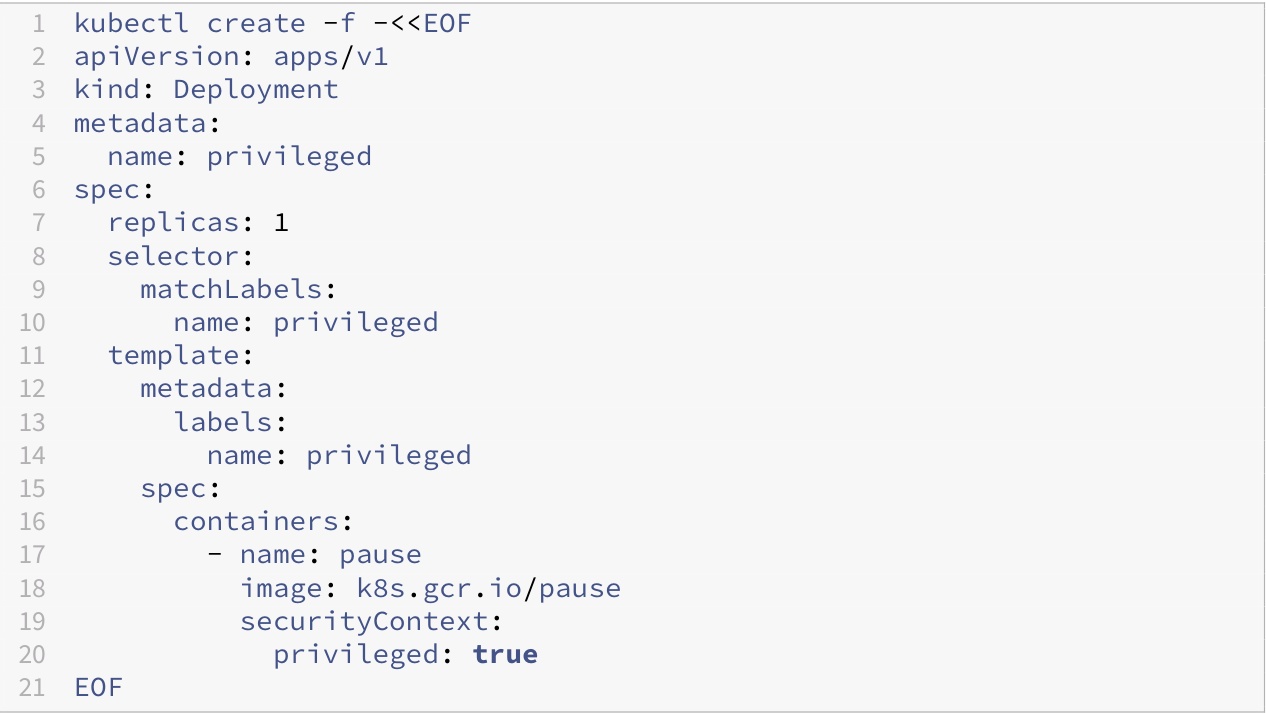 1 kubectl create -f -<<EOF
2 apiVersion: apps/v1
3 kind: Deployment
4 metadata:
5   name: privileged
6 spec:
7   replicas: 1
8   selector:
9     matchLabels:
10       name: privileged
11   template:
12     metadata:
13       labels:
14         name: privileged
15     spec:
16       containers:
17         - name: pause
18           image: k8s.gcr.io/pause
19           securityContext:
20             privileged: true
21 EOF